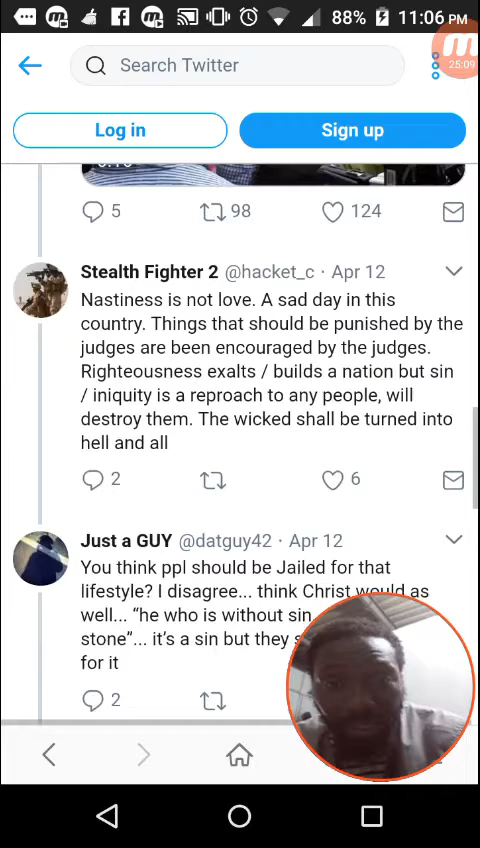 88% 11:06 PM
Search Twitter
25:09
Log in
Sign up
5 98 124
Stealth Fighter 2 @hacket_c · Apr 12
Nastiness is not love. A sad day in this
country. Things that should be punished by the
judges are been encouraged by the judges.
Righteousness exalts / builds a nation but sin
/ iniquity is a reproach to any people, will
destroy them. The wicked shall be turned into
hell and all
2 6
Just a GUY @datguy42 · Apr 12
You think ppl should be Jailed for that
lifestyle? I disagree... think Christ would as
well... “he who is without sin
stone”... it’s a sin but they
for it
2